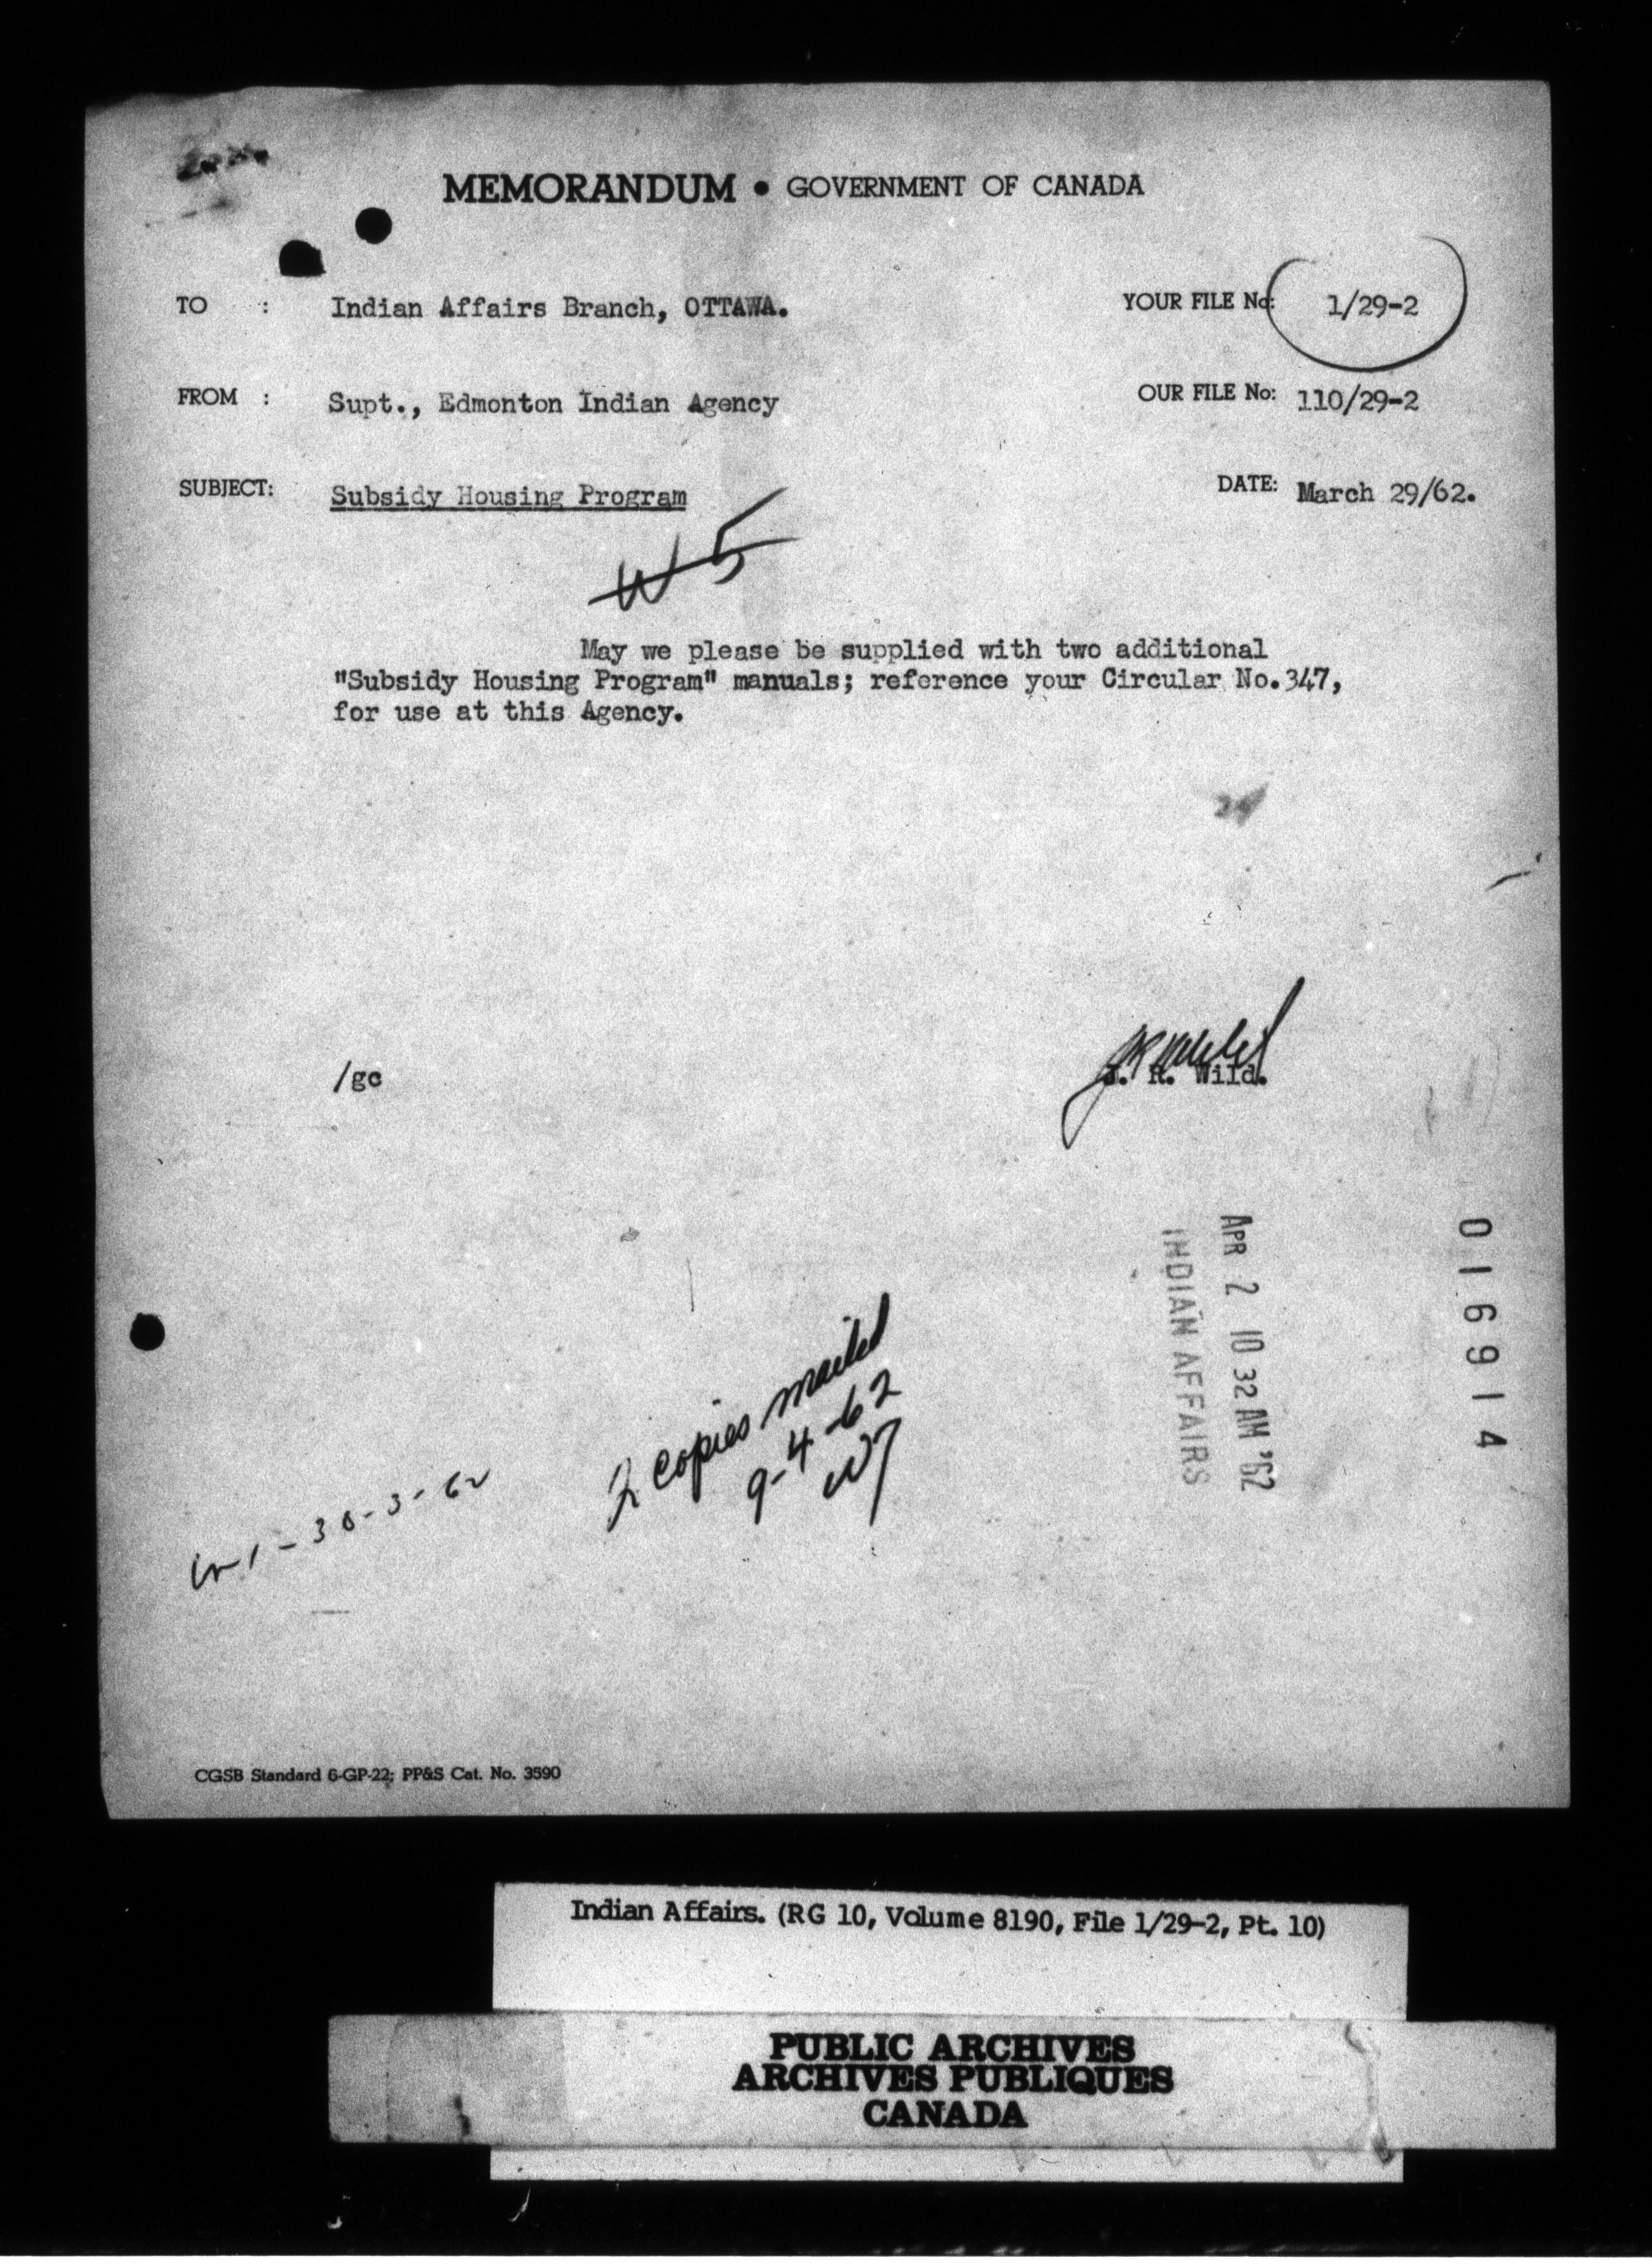 MEMORANDUM • GOVERNMENT OF CANADA
TO : Indian Affairs Branch, OTTAWA. YOUR FILE No: 1/29-2
FROM : Supt., Edmonton Indian Agency OUR FILE No: 110/29-2
SUBJECT: Subsidy Housing Program DATE: March 29/62.
W 5
May we please be supplied with two additional
"Subsidy Housing Program" manuals; reference your Circular No.347,
for use at this Agency.
/gc
J. R. Wild.
APR 2 10 32 AM '62
INDIAN AFFAIRS
016914
2 copies mailed
9-4-62
30-3-62
CGSB Standard 6-GP-22; PP&S Cat. No. 3590
Indian Affairs. (RG 10, Volume 8190, File 1/29-2, Pt. 10)
PUBLIC ARCHIVES
ARCHIVES PUBLIQUES
CANADA